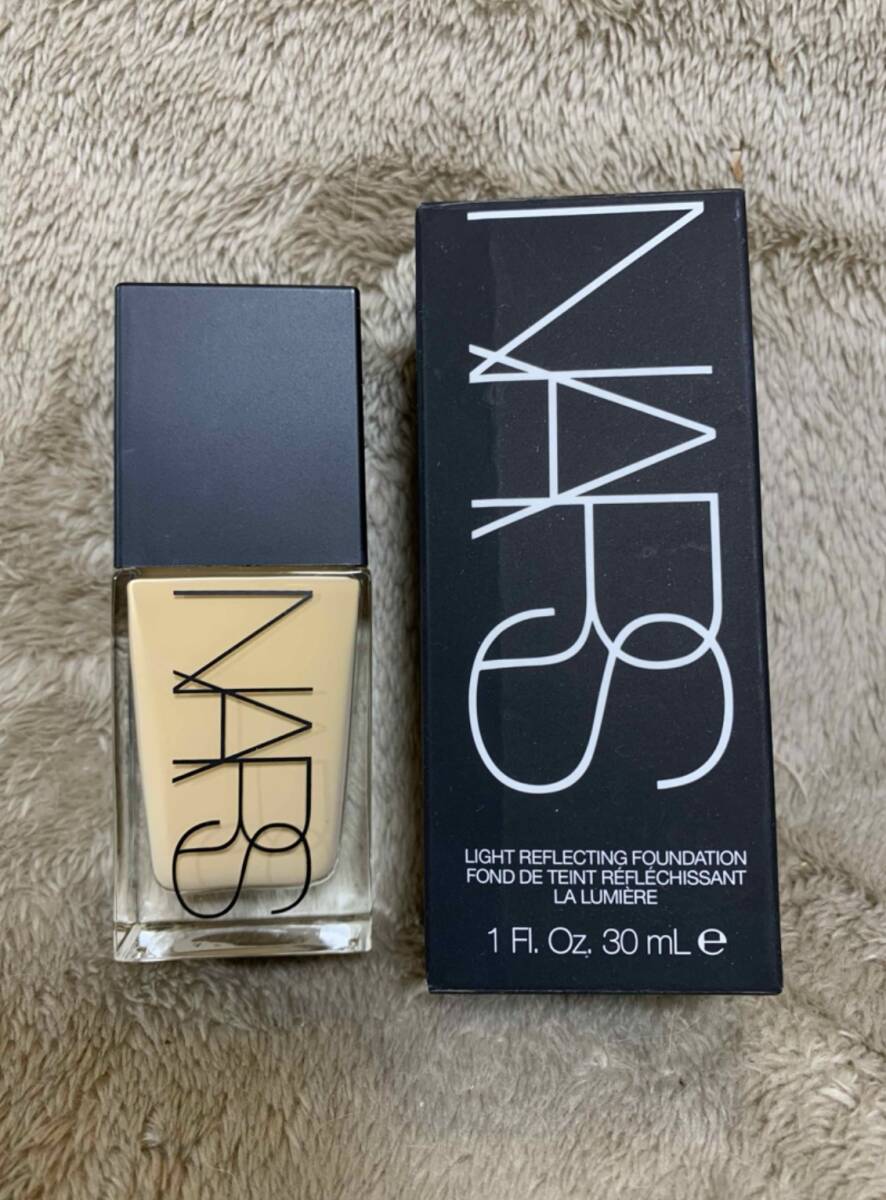 NARS
NARS
LIGHT REFLECTING FOUNDATION
FOND DE TEINT RÉFLÉCHISSANT
LA LUMIÈRE
1 Fl. Oz. 30 mL ℮